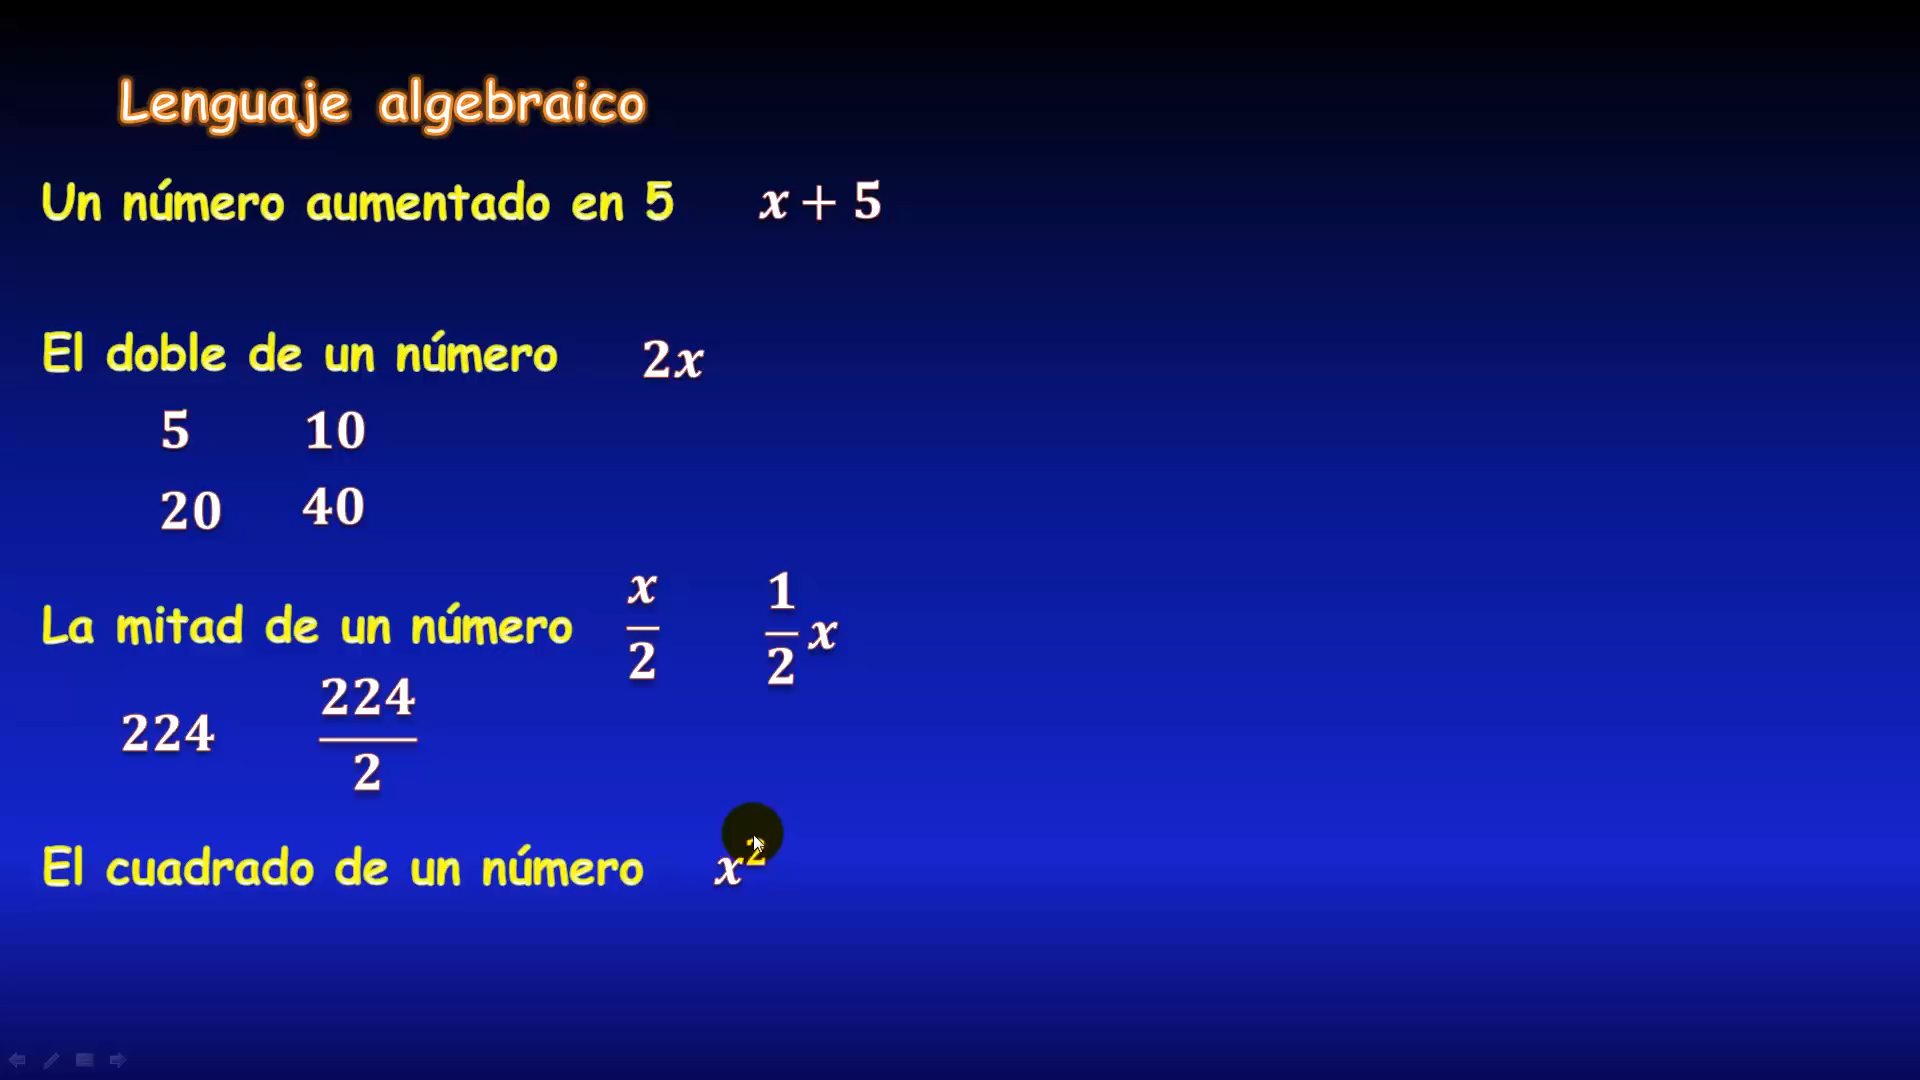 Lenguaje algebraico
Un número aumentado en 5 x + 5
El doble de un número 2x
5 10
20 40
La mitad de un número x/2 1/2 x
224 224/2
El cuadrado de un número x²